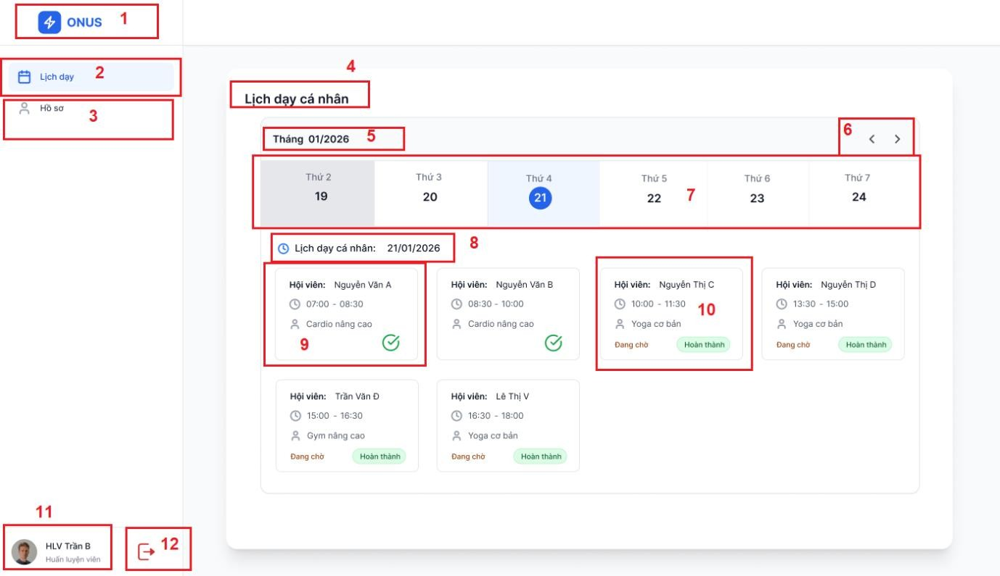 ONUS 1
Lịch dạy 2
Hồ sơ 3
4
Lịch dạy cá nhân
Tháng 01/2026 5
6
Thứ 2 Thứ 3 Thứ 4 Thứ 5 Thứ 6 Thứ 7
19 20 21 22 7 23 24
Lịch dạy cá nhân: 21/01/2026 8
Hội viên: Nguyễn Văn A
07:00 - 08:30
Cardio nâng cao
9
Hội viên: Nguyễn Văn B
08:30 - 10:00
Cardio nâng cao
Hội viên: Nguyễn Thị C
10:00 - 11:30 10
Yoga cơ bản
Đang chờ Hoàn thành
Hội viên: Nguyễn Thị D
13:30 - 15:00
Yoga cơ bản
Đang chờ Hoàn thành
Hội viên: Trần Văn Đ
15:00 - 16:30
Gym nâng cao
Đang chờ Hoàn thành
Hội viên: Lê Thị V
16:30 - 18:00
Yoga cơ bản
Đang chờ Hoàn thành
11
HLV Trần B
Huấn luyện viên
12